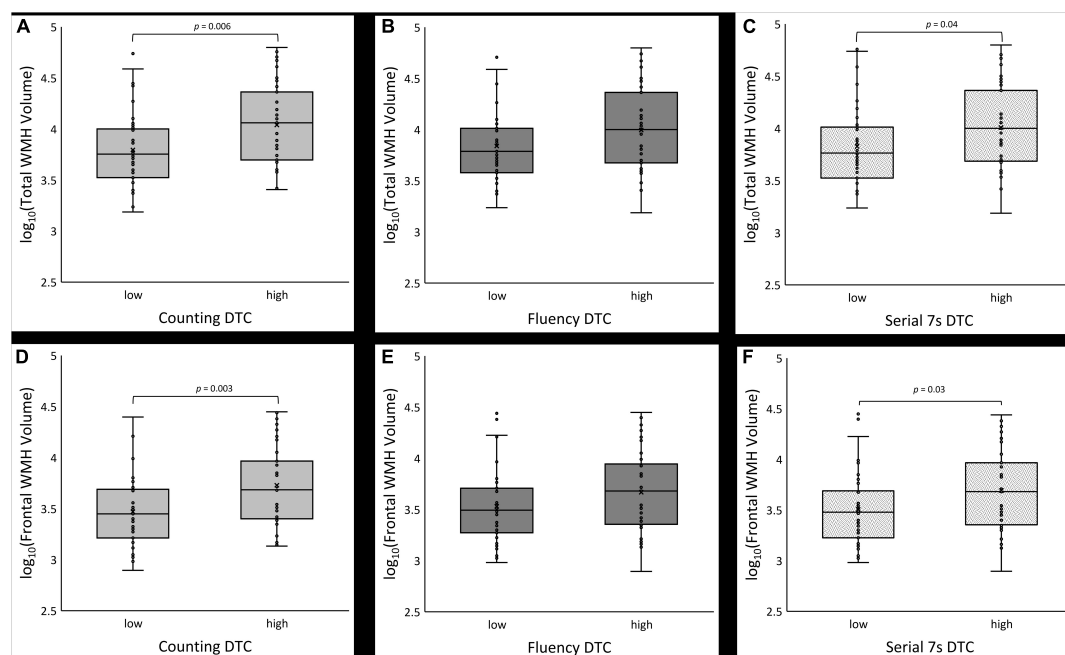 A
5
4.5
4
3.5
3
2.5
log10(Total WMH Volume)
p = 0.006
low
high
Counting DTC
B
5
4.5
4
3.5
3
2.5
log10(Total WMH Volume)
low
high
Fluency DTC
C
5
4.5
4
3.5
3
2.5
log10(Total WMH Volume)
p = 0.04
low
high
Serial 7s DTC
D
5
4.5
4
3.5
3
2.5
log10(Frontal WMH Volume)
p = 0.003
low
high
Counting DTC
E
5
4.5
4
3.5
3
2.5
log10(Frontal WMH Volume)
low
high
Fluency DTC
F
5
4.5
4
3.5
3
2.5
log10(Frontal WMH Volume)
p = 0.03
low
high
Serial 7s DTC